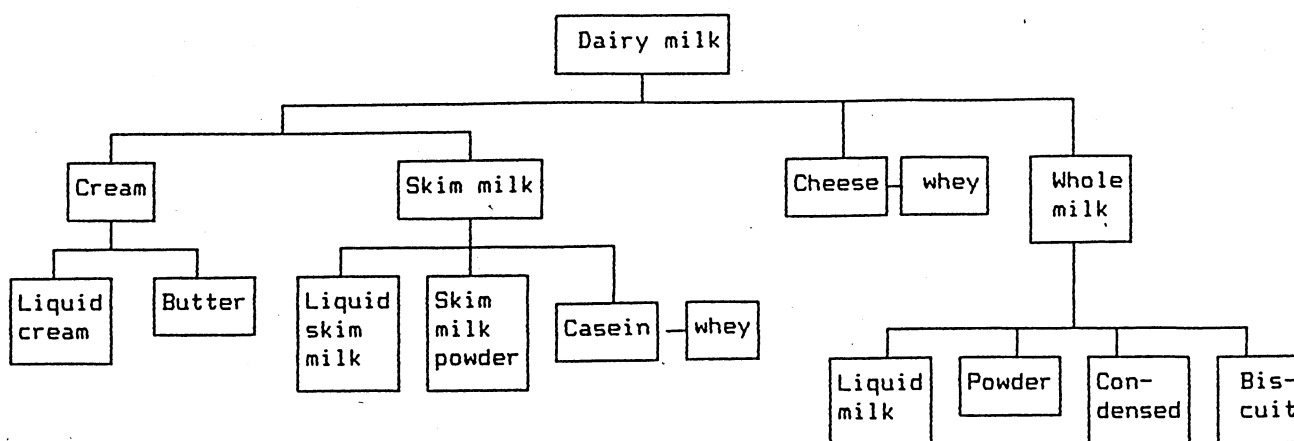 Dairy milk
Cream
Skim milk
Cheese
whey
Whole
milk
Liquid
cream
Butter
Liquid
skim
milk
Skim
milk
powder
Casein
whey
Liquid
milk
Powder
Con-
densed
Bis-
cuit